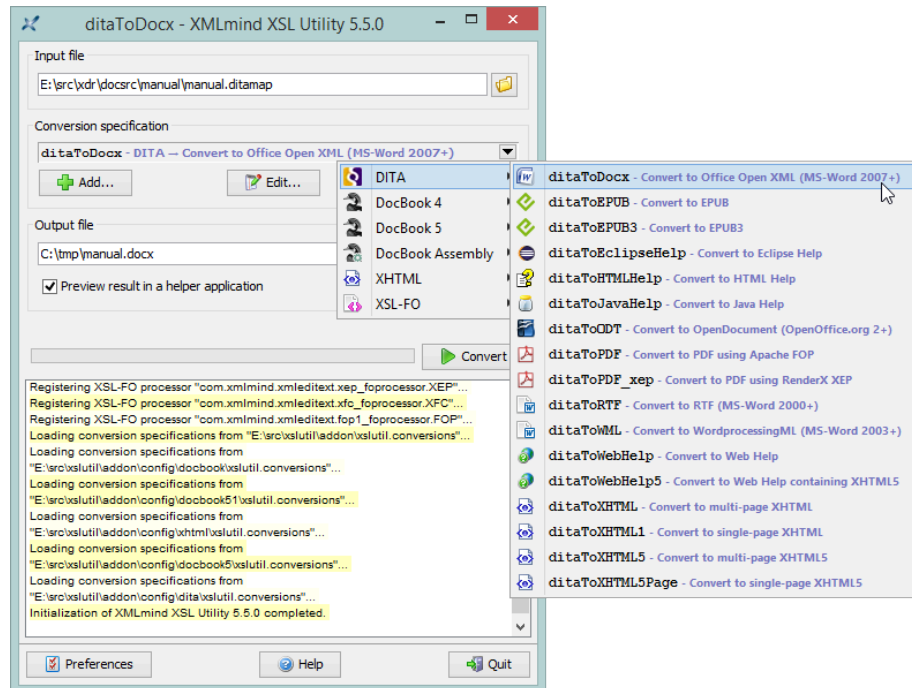 ditaToDocx - XMLmind XSL Utility 5.5.0
Input file
E:\src\xdr\docsrc\manual\manual.ditamap
Conversion specification
ditaToDocx - DITA → Convert to Office Open XML (MS-Word 2007+)
Add...
Edit...
Output file
C:\tmp\manual.docx
Preview result in a helper application
Convert
DITA
DocBook 4
DocBook 5
DocBook Assembly
XHTML
XSL-FO
ditaToDocx - Convert to Office Open XML (MS-Word 2007+)
ditaToEPUB - Convert to EPUB
ditaToEPUB3 - Convert to EPUB3
ditaToEclipseHelp - Convert to Eclipse Help
ditaToHTMLHelp - Convert to HTML Help
ditaToJavaHelp - Convert to Java Help
ditaToODT - Convert to OpenDocument (OpenOffice.org 2+)
ditaToPDF - Convert to PDF using Apache FOP
ditaToPDF_xep - Convert to PDF using RenderX XEP
ditaToRTF - Convert to RTF (MS-Word 2000+)
ditaToWML - Convert to WordprocessingML (MS-Word 2003+)
ditaToWebHelp - Convert to Web Help
ditaToWebHelp5 - Convert to Web Help containing XHTML5
ditaToXHTML - Convert to multi-page XHTML
ditaToXHTML1 - Convert to single-page XHTML
ditaToXHTML5 - Convert to multi-page XHTML5
ditaToXHTML5Page - Convert to single-page XHTML5
Registering XSL-FO processor "com.xmlmind.xmleditext.xep_foprocessor.XEP"...
Registering XSL-FO processor "com.xmlmind.xmleditext.xfc_foprocessor.XFC"...
Registering XSL-FO processor "com.xmlmind.xmleditext.fop1_foprocessor.FOP"...
Loading conversion specifications from "E:\src\xslutil\addon\xslutil.conversions"...
Loading conversion specifications from
"E:\src\xslutil\addon\config\docbook\xslutil.conversions"...
Loading conversion specifications from
"E:\src\xslutil\addon\config\docbook51\xslutil.conversions"...
Loading conversion specifications from
"E:\src\xslutil\addon\config\xhtml\xslutil.conversions"...
Loading conversion specifications from
"E:\src\xslutil\addon\config\docbook5\xslutil.conversions"...
Loading conversion specifications from
"E:\src\xslutil\addon\config\dita\xslutil.conversions"...
Initialization of XMLmind XSL Utility 5.5.0 completed.
Preferences
Help
Quit